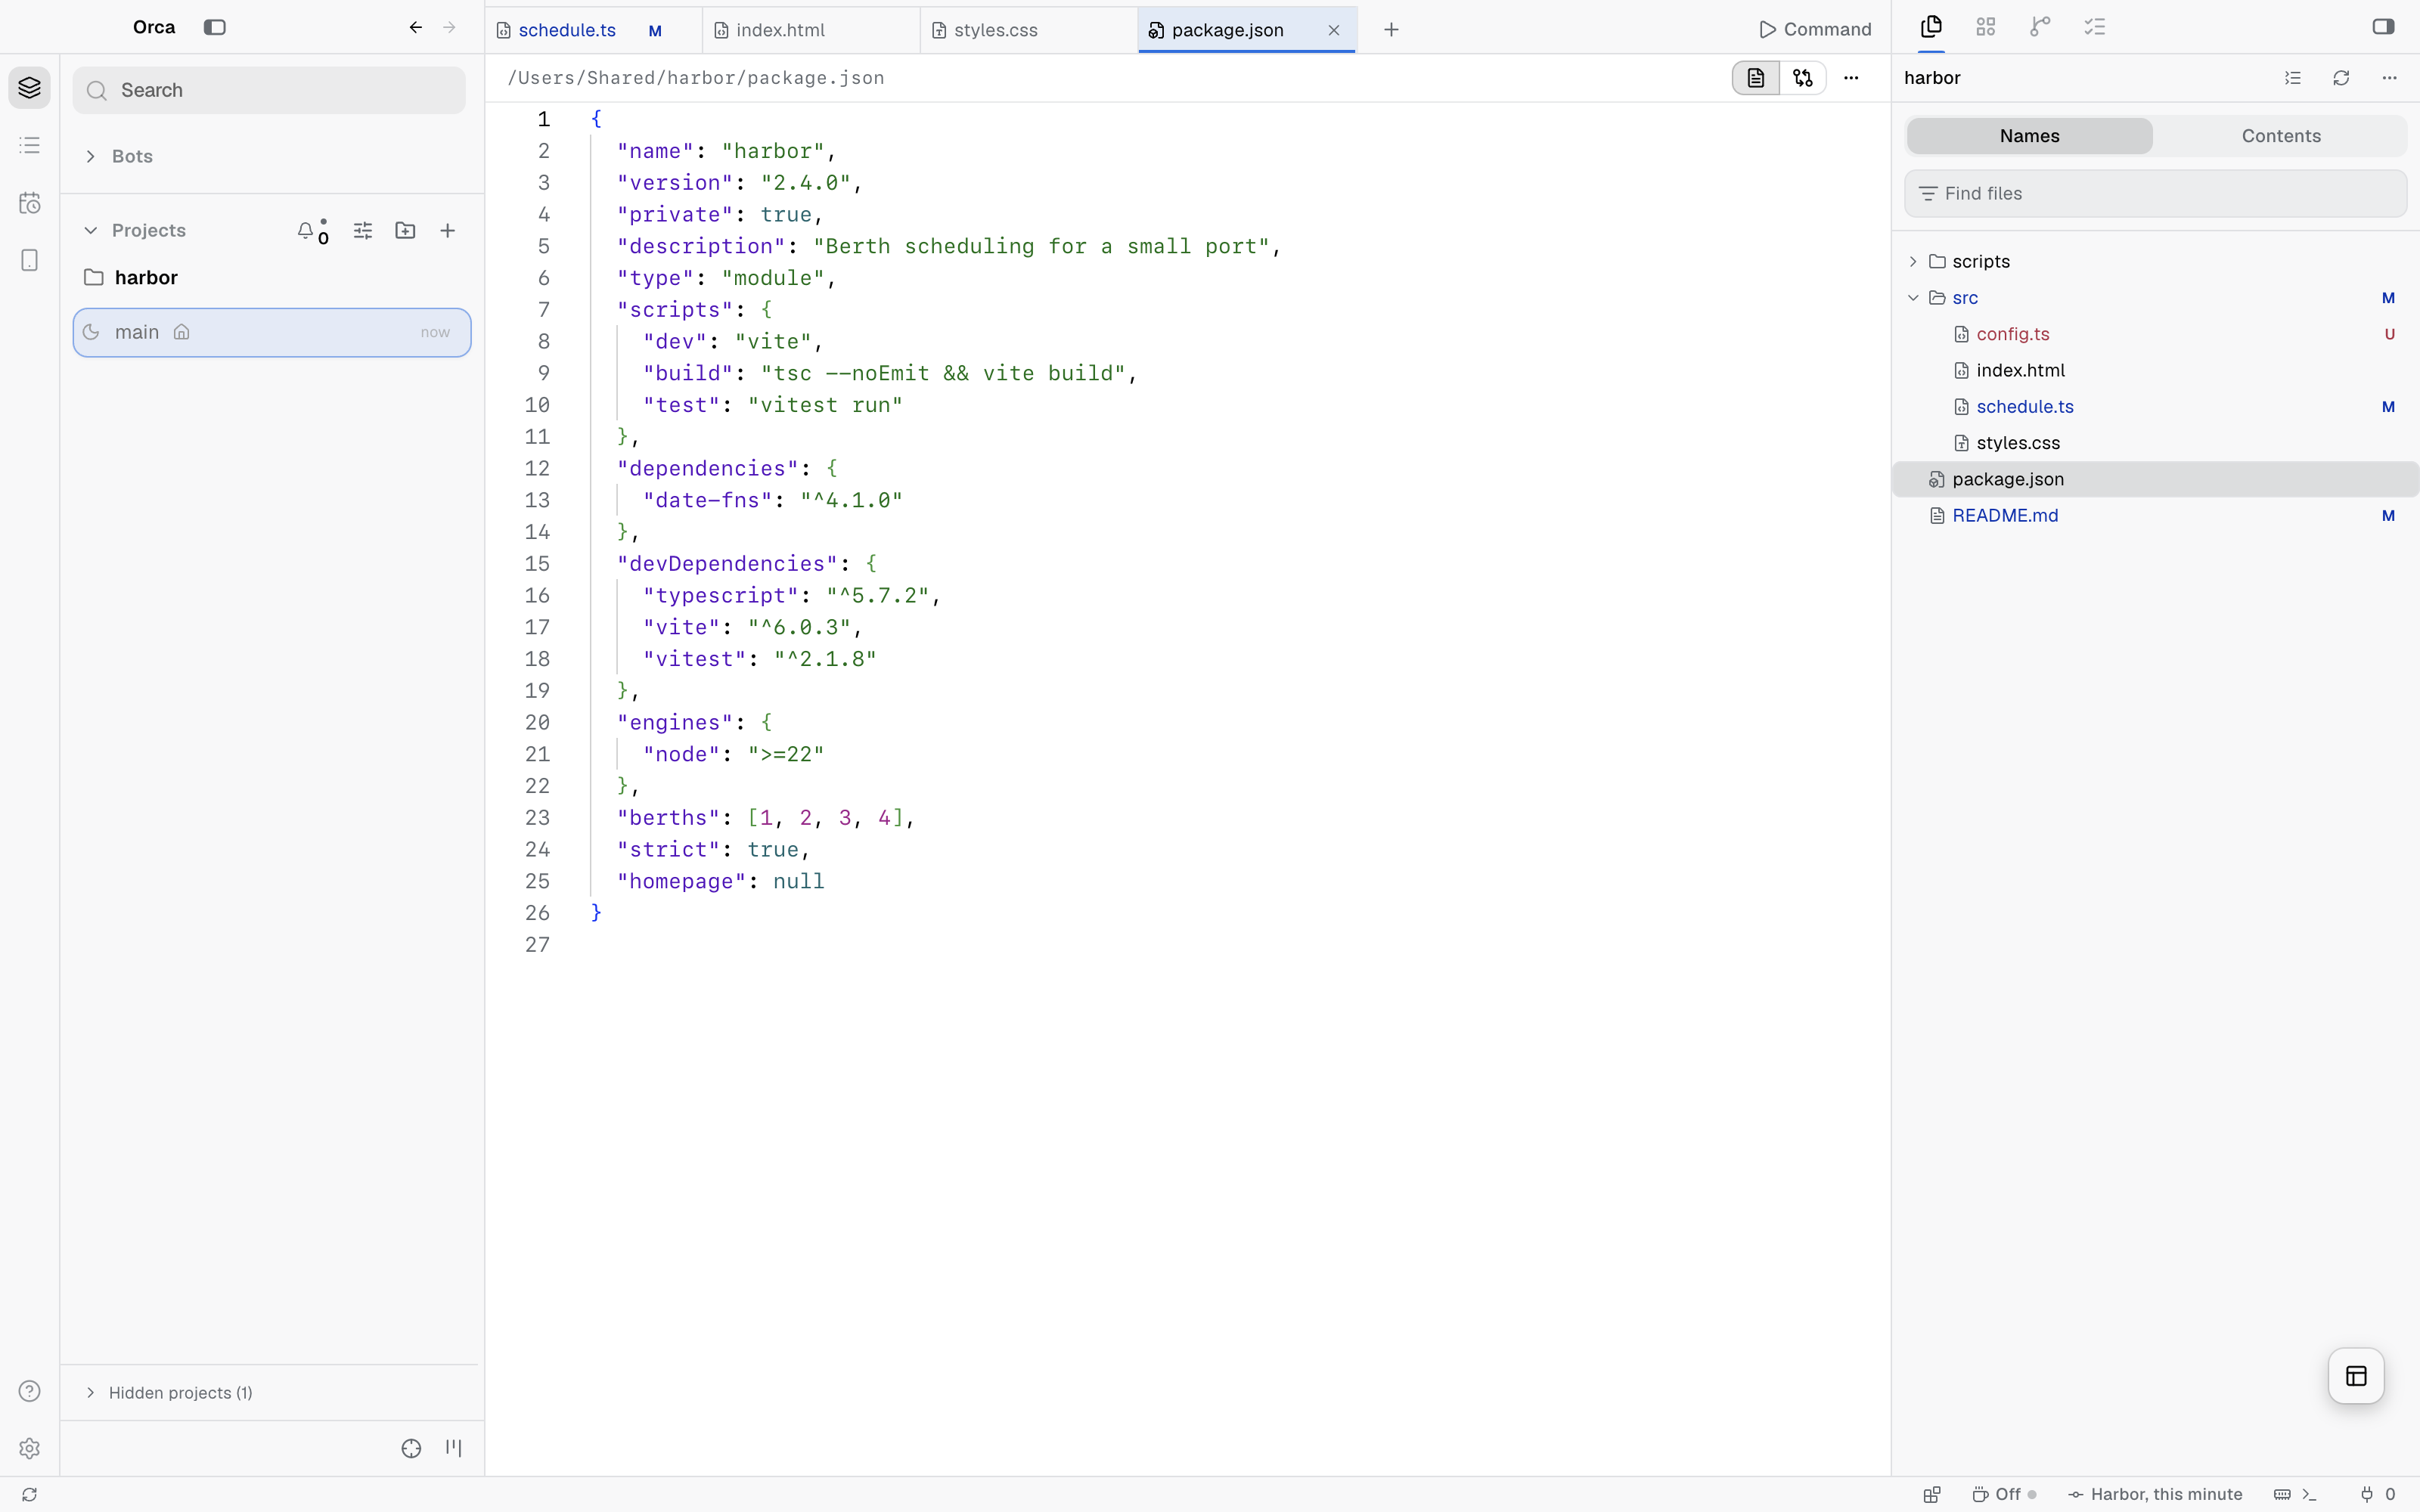 Orca
schedule.ts M
index.html
styles.css
package.json
Command
Search
/Users/Shared/harbor/package.json
harbor
Names
Contents
Find files
Bots
Projects
0
harbor
main
now
1 {
2 "name": "harbor",
3 "version": "2.4.0",
4 "private": true,
5 "description": "Berth scheduling for a small port",
6 "type": "module",
7 "scripts": {
8 "dev": "vite",
9 "build": "tsc --noEmit && vite build",
10 "test": "vitest run"
11 },
12 "dependencies": {
13 "date-fns": "^4.1.0"
14 },
15 "devDependencies": {
16 "typescript": "^5.7.2",
17 "vite": "^6.0.3",
18 "vitest": "^2.1.8"
19 },
20 "engines": {
21 "node": ">=22"
22 },
23 "berths": [1, 2, 3, 4],
24 "strict": true,
25 "homepage": null
26 }
27
scripts
src M
config.ts U
index.html
schedule.ts M
styles.css
package.json
README.md M
Hidden projects (1)
Off
Harbor, this minute
0